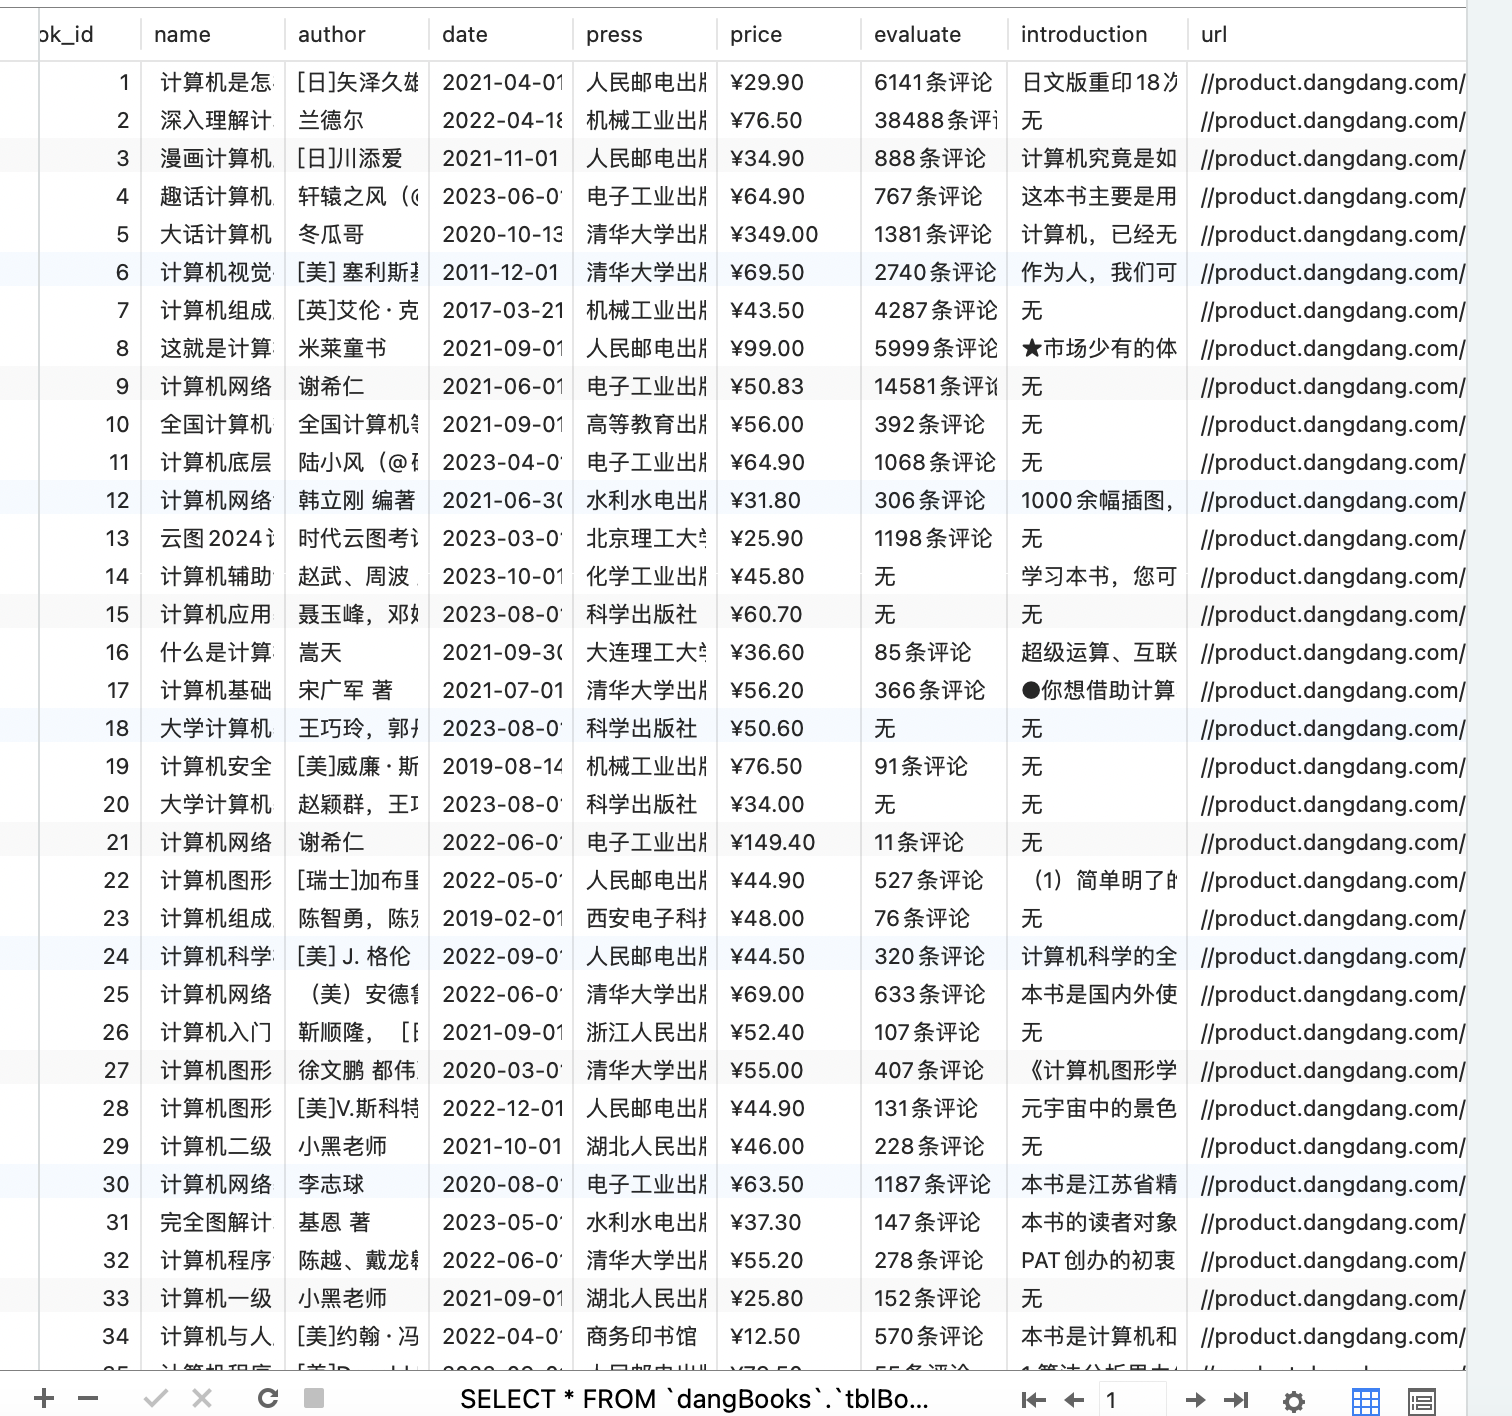 ok_id name author date press price evaluate introduction url
1 计算机是怎 [日]矢泽久雄 2021-04-01 人民邮电出版 ¥29.90 6141条评论 日文版重印18次 //product.dangdang.com/
2 深入理解计 兰德尔 2022-04-18 机械工业出版 ¥76.50 38488条评论 无 //product.dangdang.com/
3 漫画计算机 [日]川添爱 2021-11-01 人民邮电出版 ¥34.90 888条评论 计算机究竟是如 //product.dangdang.com/
4 趣话计算机 轩辕之风（@ 2023-06-0 电子工业出版 ¥64.90 767条评论 这本书主要是用 //product.dangdang.com/
5 大话计算机 冬瓜哥 2020-10-13 清华大学出版 ¥349.00 1381条评论 计算机，已经无 //product.dangdang.com/
6 计算机视觉 [美] 塞利斯基 2011-12-01 清华大学出版 ¥69.50 2740条评论 作为人，我们可 //product.dangdang.com/
7 计算机组成 [英]艾伦·克 2017-03-21 机械工业出版 ¥43.50 4287条评论 无 //product.dangdang.com/
8 这就是计算 米莱童书 2021-09-01 人民邮电出版 ¥99.00 5999条评论 ★市场少有的体 //product.dangdang.com/
9 计算机网络 谢希仁 2021-06-01 电子工业出版 ¥50.83 14581条评论 无 //product.dangdang.com/
10 全国计算机 全国计算机等 2021-09-01 高等教育出版 ¥56.00 392条评论 无 //product.dangdang.com/
11 计算机底层 陆小风（@ 2023-04-0 电子工业出版 ¥64.90 1068条评论 无 //product.dangdang.com/
12 计算机网络 韩立刚 编著 2021-06-30 水利水电出版 ¥31.80 306条评论 1000余幅插图， //product.dangdang.com/
13 云图2024 时代云图考 2023-03-0 北京理工大学 ¥25.90 1198条评论 无 //product.dangdang.com/
14 计算机辅助 赵武、周波 2023-10-01 化学工业出版 ¥45.80 无 学习本书，您可 //product.dangdang.com/
15 计算机应用 聂玉峰，邓 2023-08-0 科学出版社 ¥60.70 无 无 //product.dangdang.com/
16 什么是计算 嵩天 2021-09-30 大连理工大学 ¥36.60 85条评论 超级运算、互联 //product.dangdang.com/
17 计算机基础 宋广军 著 2021-07-01 清华大学出版 ¥56.20 366条评论 ●你想借助计算 //product.dangdang.com/
18 大学计算机 王巧玲，郭 2023-08-0 科学出版社 ¥50.60 无 无 //product.dangdang.com/
19 计算机安全 [美]威廉·斯 2019-08-14 机械工业出版 ¥76.50 91条评论 无 //product.dangdang.com/
20 大学计算机 赵颖群，王巧 2023-08-0 科学出版社 ¥34.00 无 无 //product.dangdang.com/
21 计算机网络 谢希仁 2022-06-0 电子工业出版 ¥149.40 11条评论 无 //product.dangdang.com/
22 计算机图形 [瑞士]加布里 2022-05-0 人民邮电出版 ¥44.90 527条评论 （1）简单明了的 //product.dangdang.com/
23 计算机组成 陈智勇，陈宏 2019-02-01 西安电子科技 ¥48.00 76条评论 无 //product.dangdang.com/
24 计算机科学 [美] J. 格伦 2022-09-0 人民邮电出版 ¥44.50 320条评论 计算机科学的全 //product.dangdang.com/
25 计算机网络 （美）安德鲁 2022-06-0 清华大学出版 ¥69.00 633条评论 本书是国内外使 //product.dangdang.com/
26 计算机入门 靳顺隆，［日 2021-09-01 浙江人民出版 ¥52.40 107条评论 无 //product.dangdang.com/
27 计算机图形 徐文鹏 都伟 2020-03-0 清华大学出版 ¥55.00 407条评论 《计算机图形学 //product.dangdang.com/
28 计算机图形 [美]V.斯科特 2022-12-01 人民邮电出版 ¥44.90 131条评论 元宇宙中的景色 //product.dangdang.com/
29 计算机二级 小黑老师 2021-10-01 湖北人民出版 ¥46.00 228条评论 无 //product.dangdang.com/
30 计算机网络 李志球 2020-08-0 电子工业出版 ¥63.50 1187条评论 本书是江苏省精 //product.dangdang.com/
31 完全图解计 基恩 著 2023-05-0 水利水电出版 ¥37.30 147条评论 本书的读者对象 //product.dangdang.com/
32 计算机程序 陈越、戴龙 2022-06-0 清华大学出版 ¥55.20 278条评论 PAT创办的初衷 //product.dangdang.com/
33 计算机一级 小黑老师 2021-09-01 湖北人民出版 ¥25.80 152条评论 无 //product.dangdang.com/
34 计算机与人 [美]约翰·冯 2022-04-0 商务印书馆 ¥12.50 570条评论 本书是计算机和 //product.dangdang.com/
SELECT * FROM `dangBooks`.`tblBo... 1